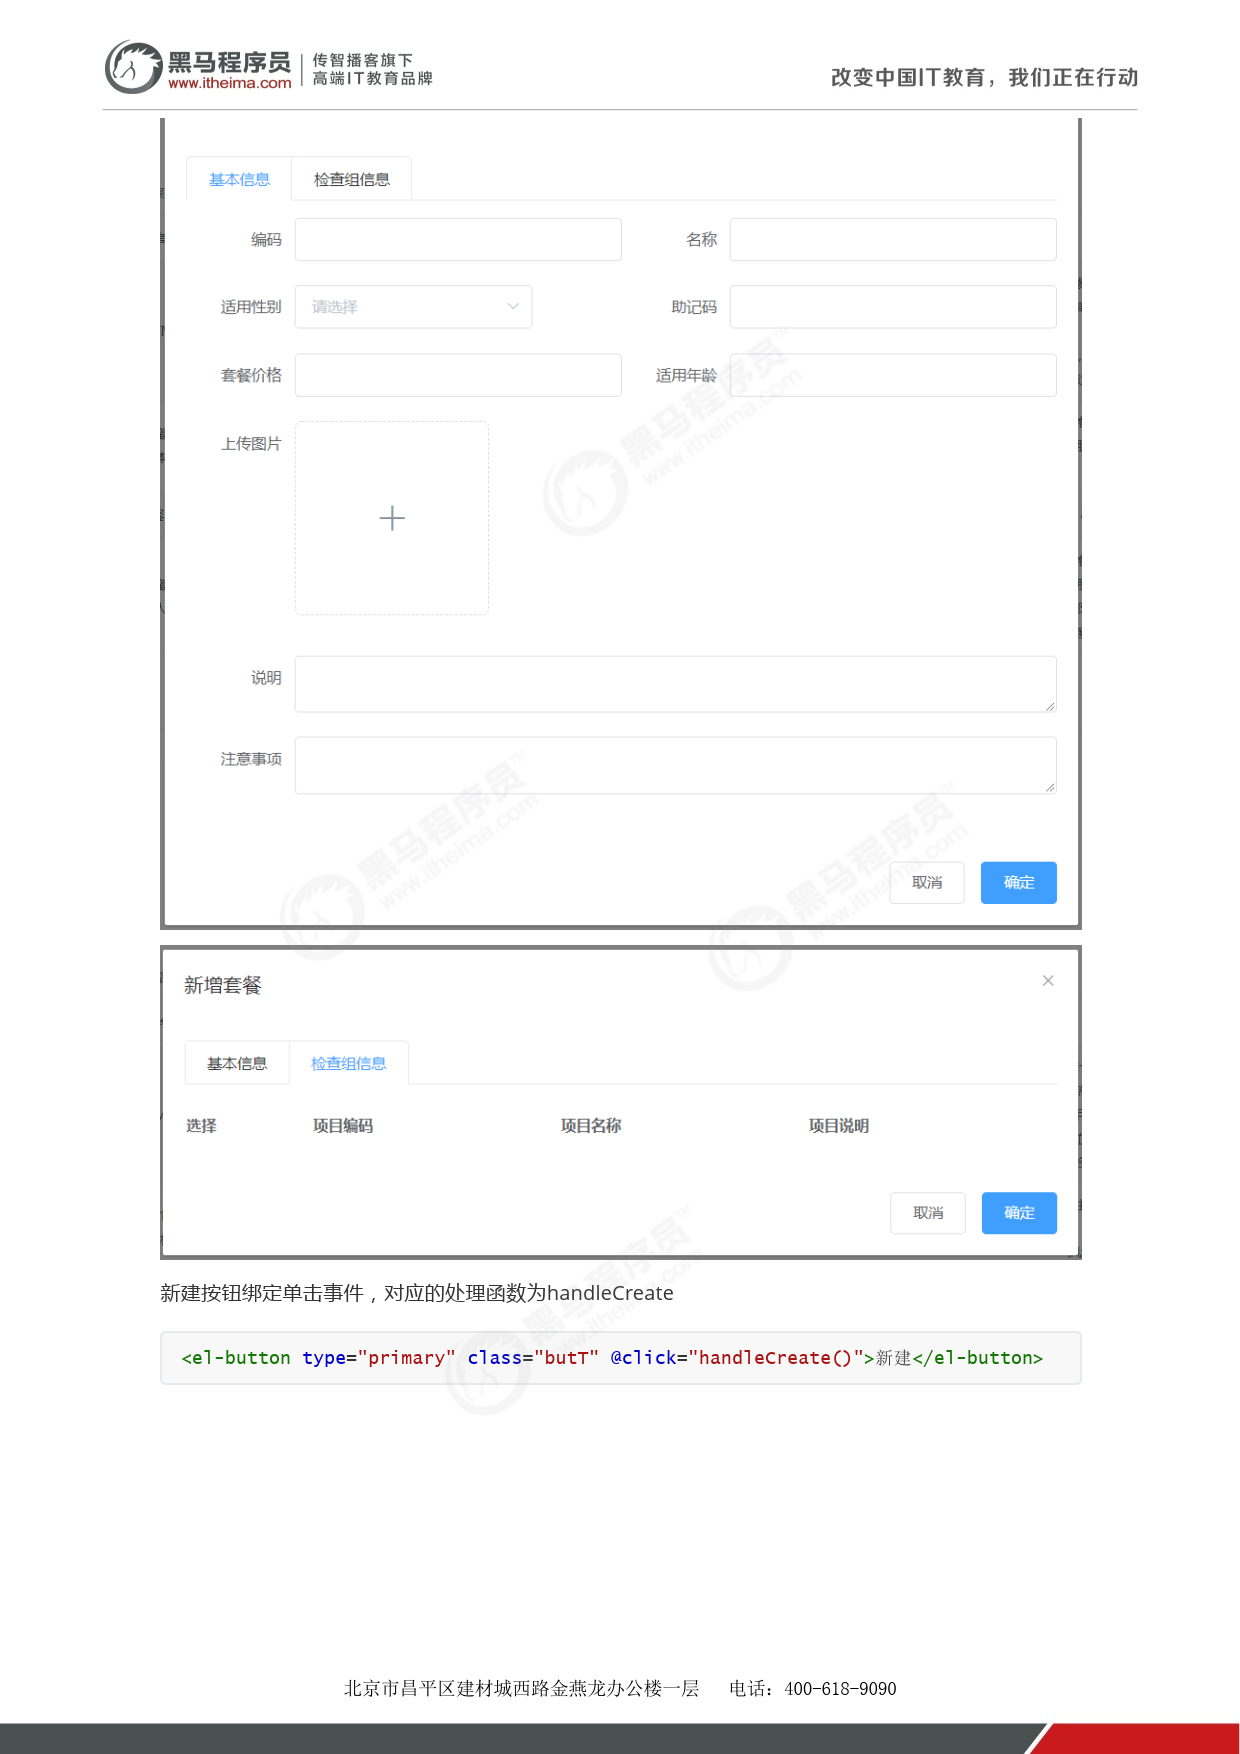 黑马程序员
www.itheima.com
传智播客旗下
高端IT教育品牌
改变中国IT教育，我们正在行动
基本信息 检查组信息
编码 名称
适用性别 请选择 助记码
套餐价格 适用年龄
上传图片
说明
注意事项
取消 确定
新增套餐
基本信息 检查组信息
选择 项目编码 项目名称 项目说明
取消 确定
新建按钮绑定单击事件，对应的处理函数为handleCreate
<el-button type="primary" class="butT" @click="handleCreate()">新建</el-button>
北京市昌平区建材城西路金燕龙办公楼一层 电话：400-618-9090